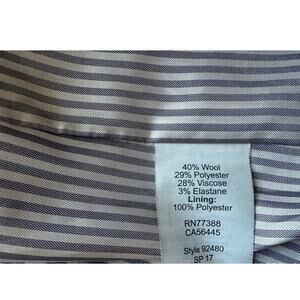 40% Wool
29% Polyester
28% Viscose
3% Elastane
Lining:
100% Polyester
RN77388
CA56445
Style 92480
SP 17